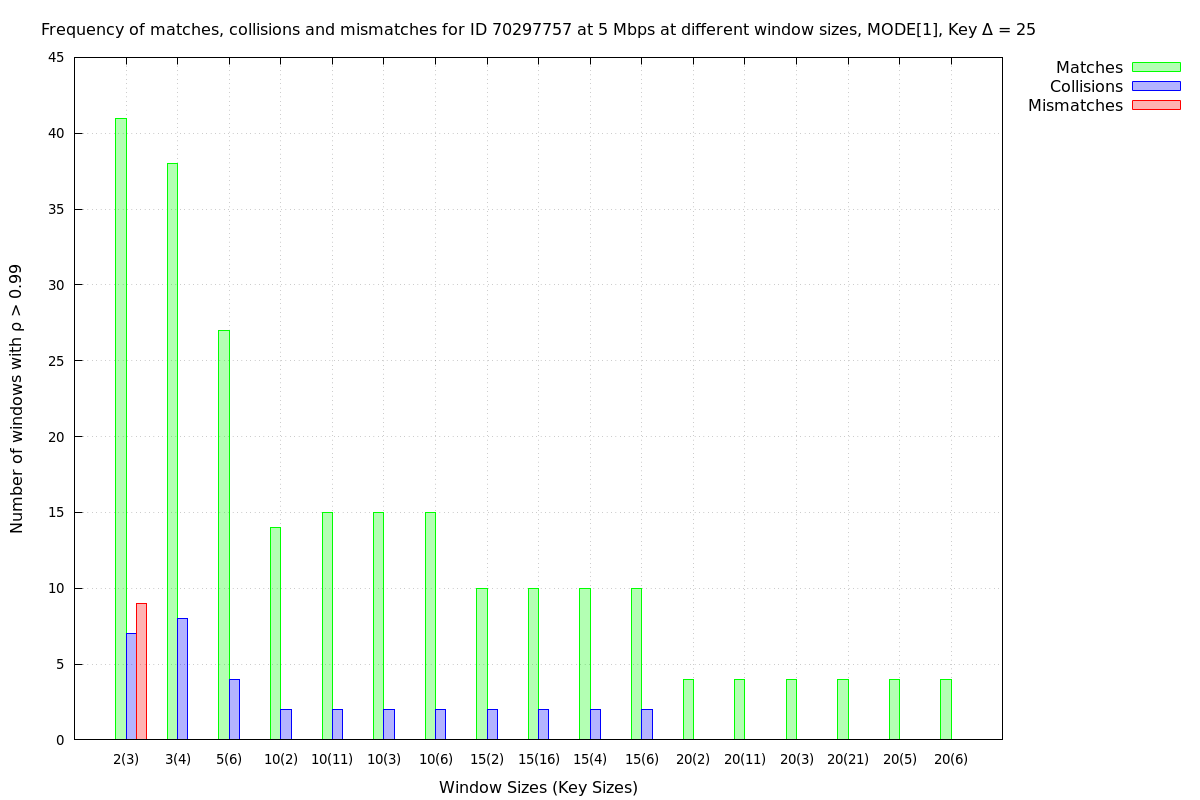 Frequency of matches, collisions and mismatches for ID 70297757 at 5 Mbps at different window sizes, MODE[1], Key Δ = 25
Matches
Collisions
Mismatches
Number of windows with ρ > 0.99
45
40
35
30
25
20
15
10
5
0
2(3) 3(4) 5(6) 10(2) 10(11) 10(3) 10(6) 15(2) 15(16) 15(4) 15(6) 20(2) 20(11) 20(3) 20(21) 20(5) 20(6)
Window Sizes (Key Sizes)